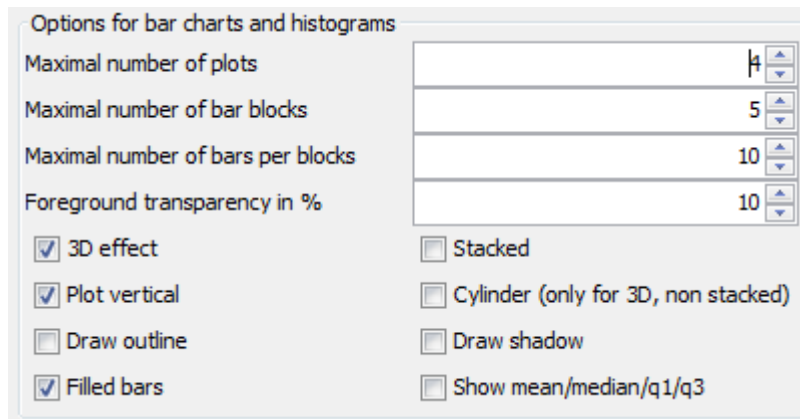 Options for bar charts and histograms
Maximal number of plots 4
Maximal number of bar blocks 5
Maximal number of bars per blocks 10
Foreground transparency in % 10
3D effect Stacked
Plot vertical Cylinder (only for 3D, non stacked)
Draw outline Draw shadow
Filled bars Show mean/median/q1/q3